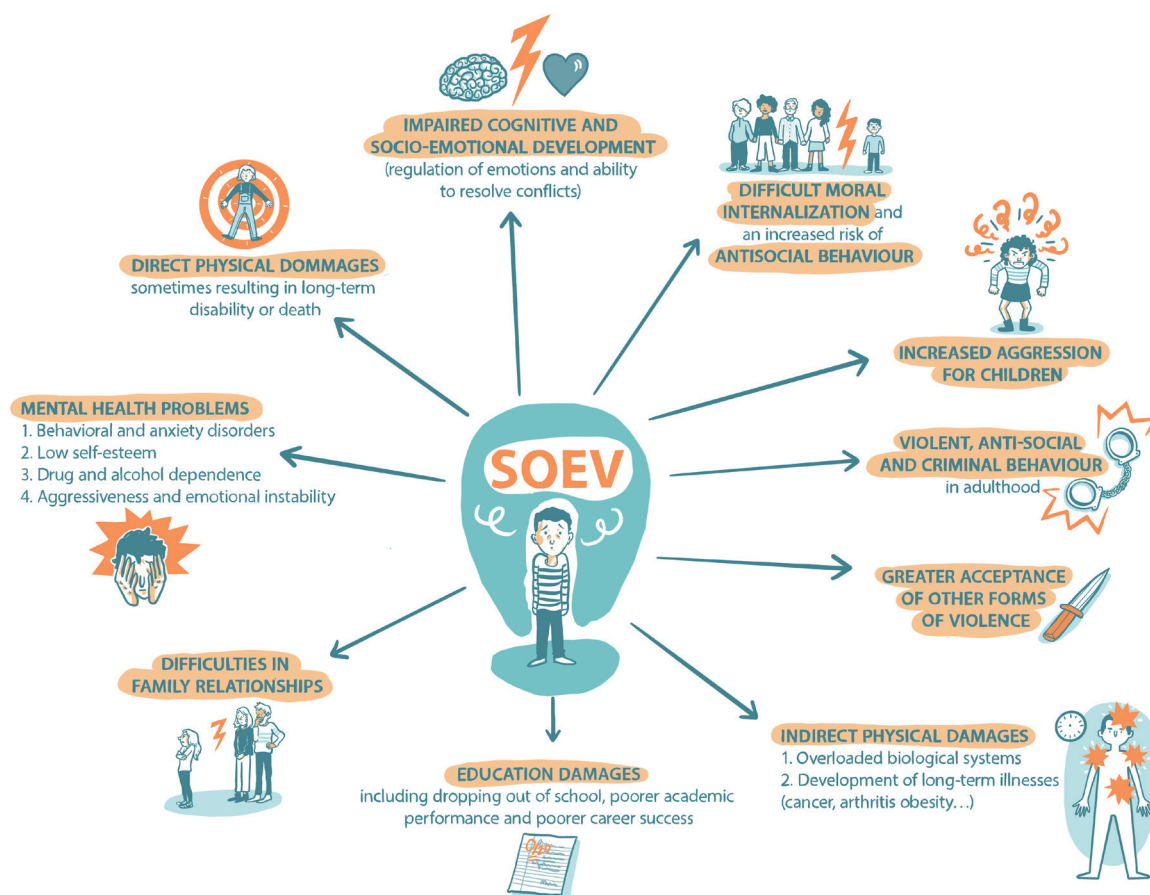 IMPAIRED COGNITIVE AND
SOCIO-EMOTIONAL DEVELOPMENT
(regulation of emotions and ability
to resolve conflicts)
DIFFICULT MORAL
INTERNALIZATION and
an increased risk of
ANTISOCIAL BEHAVIOUR
DIRECT PHYSICAL DOMMAGES
sometimes resulting in long-term
disability or death
INCREASED AGGRESSION
FOR CHILDREN
MENTAL HEALTH PROBLEMS
1. Behavioral and anxiety disorders
2. Low self-esteem
3. Drug and alcohol dependence
4. Aggressiveness and emotional instability
SOEV
VIOLENT, ANTI-SOCIAL
AND CRIMINAL BEHAVIOUR
in adulthood
GREATER ACCEPTANCE
OF OTHER FORMS
OF VIOLENCE
DIFFICULTIES IN
FAMILY RELATIONSHIPS
INDIRECT PHYSICAL DAMAGES
1. Overloaded biological systems
2. Development of long-term illnesses
(cancer, arthritis obesity…)
EDUCATION DAMAGES
including dropping out of school, poorer academic
performance and poorer career success